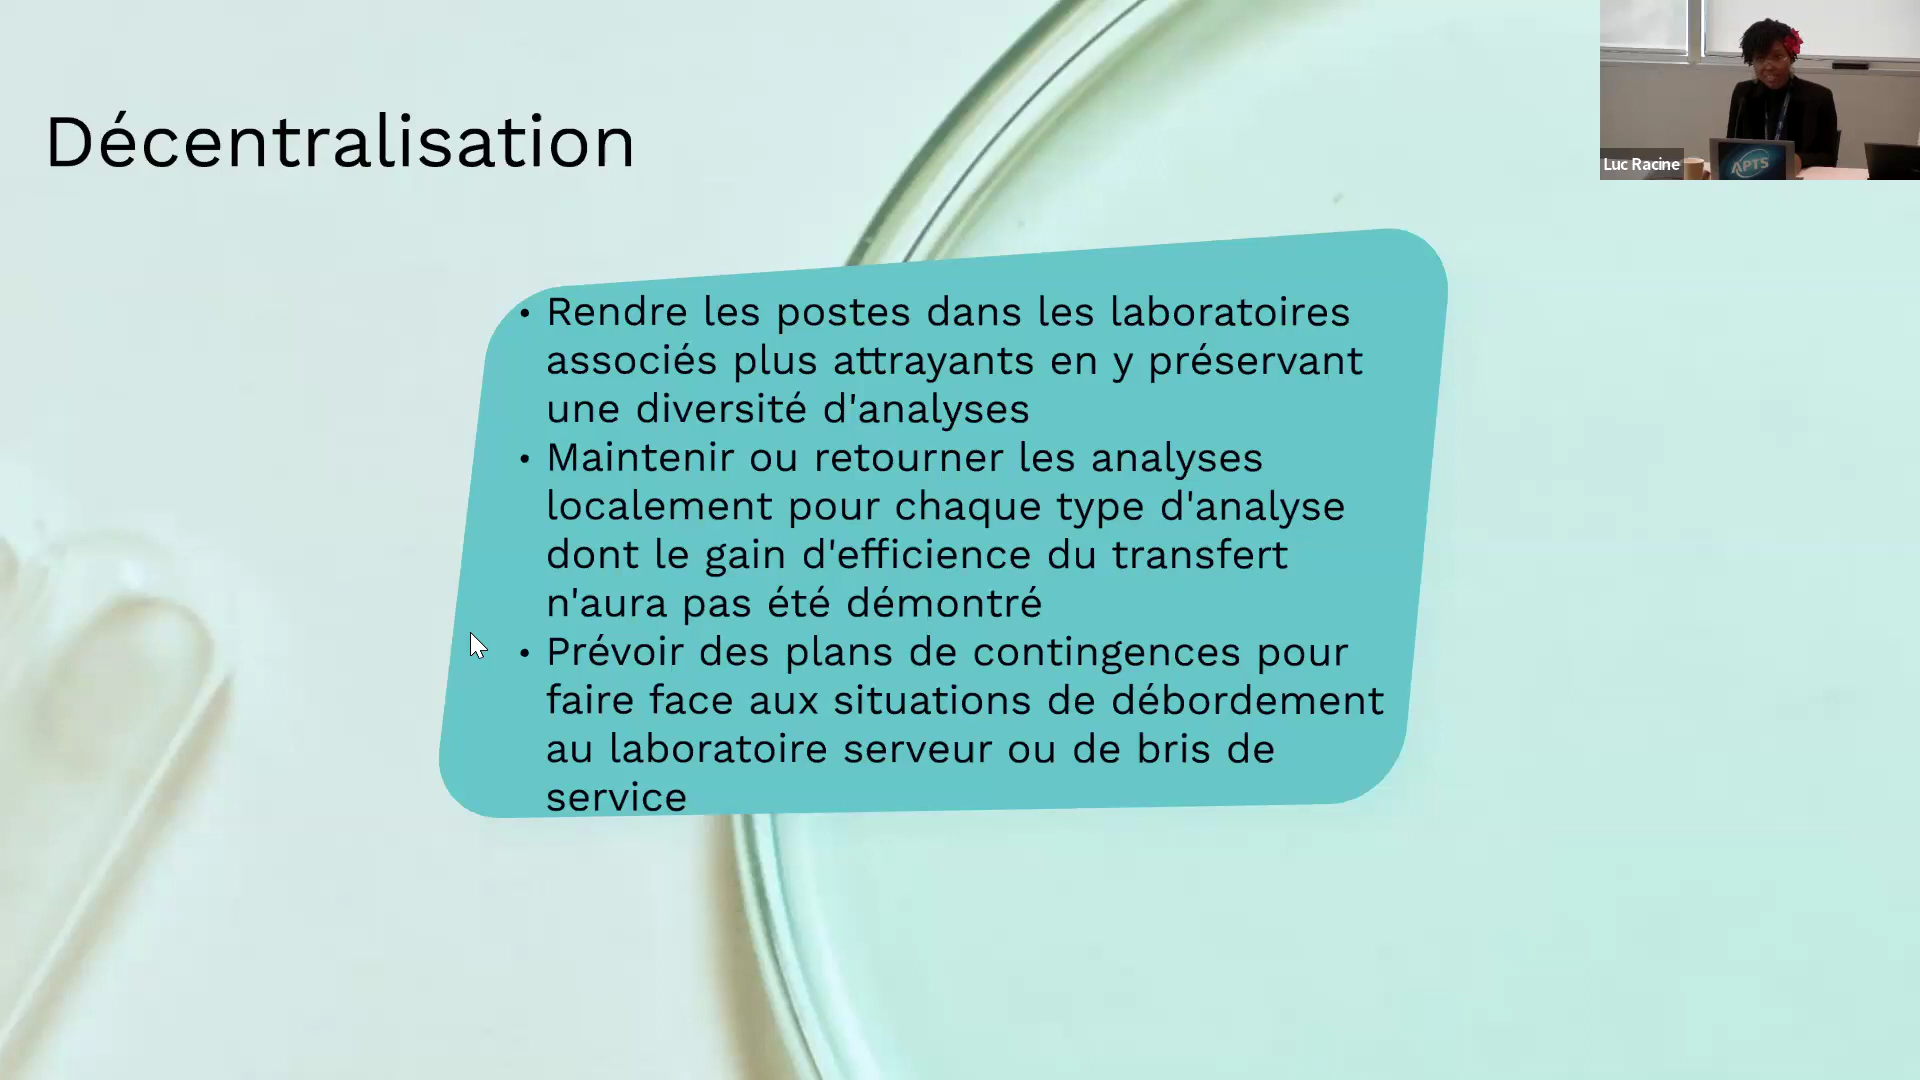 Décentralisation
• Rendre les postes dans les laboratoires
associés plus attrayants en y préservant
une diversité d'analyses
• Maintenir ou retourner les analyses
localement pour chaque type d'analyse
dont le gain d'efficience du transfert
n'aura pas été démontré
• Prévoir des plans de contingences pour
faire face aux situations de débordement
au laboratoire serveur ou de bris de
service
Luc Racine
APTS